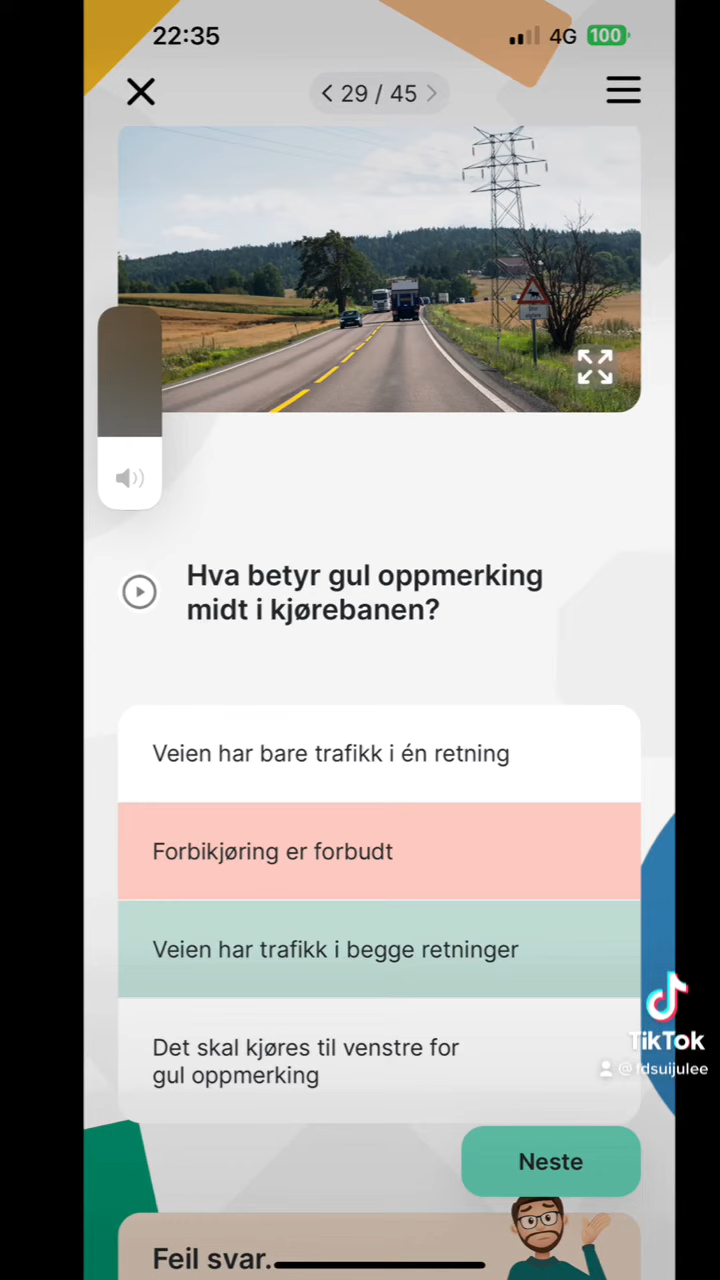 22:35
4G
100
29 / 45
Hva betyr gul oppmerking
midt i kjørebanen?
Veien har bare trafikk i én retning
Forbikjøring er forbudt
Veien har trafikk i begge retninger
Det skal kjøres til venstre for
gul oppmerking
TikTok
@fdsuijulee
Neste
Feil svar.